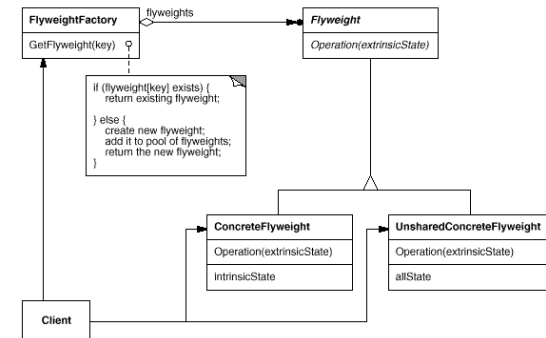 FlyweightFactory
GetFlyweight(key)
flyweights
Flyweight
Operation(extrinsicState)
if (flyweight[key] exists) {
return existing flyweight;
} else {
create new flyweight;
add it to pool of flyweights;
return the new flyweight;
}
ConcreteFlyweight
Operation(extrinsicState)
intrinsicState
UnsharedConcreteFlyweight
Operation(extrinsicState)
allState
Client